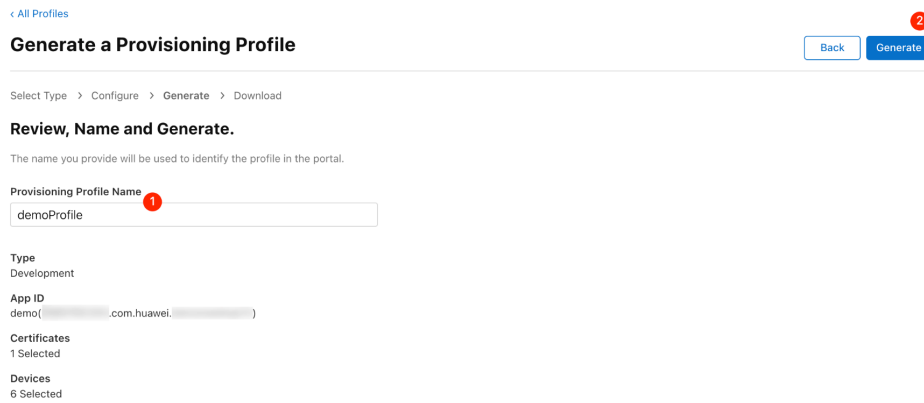 ‹ All Profiles
2
Generate a Provisioning Profile
Back Generate
Select Type > Configure > Generate > Download
Review, Name and Generate.
The name you provide will be used to identify the profile in the portal.
Provisioning Profile Name
1
demoProfile
Type
Development
App ID
demo( .com.huawei. )
Certificates
1 Selected
Devices
6 Selected